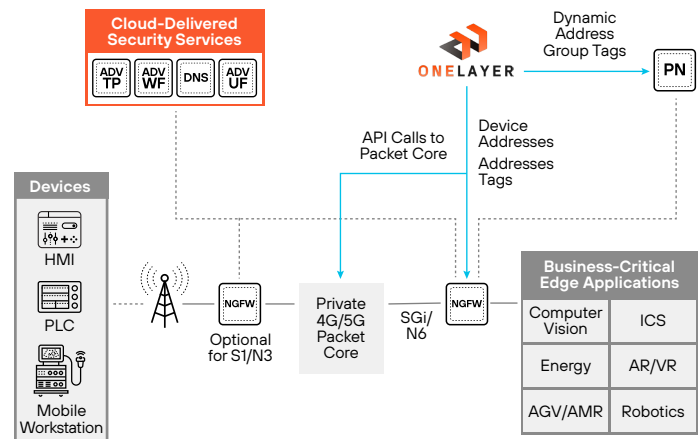 Cloud-Delivered
Security Services
ADV
TP
ADV
WF
DNS
ADV
UF
ONELAYER
Dynamic
Address
Group Tags
PN
API Calls to
Packet Core
Device
Addresses
Addresses
Tags
Devices
HMI
PLC
Mobile
Workstation
NGFW
Optional
for S1/N3
Private
4G/5G
Packet
Core
SGi/
N6
NGFW
Business-Critical
Edge Applications
Computer
Vision
ICS
Energy
AR/VR
AGV/AMR
Robotics